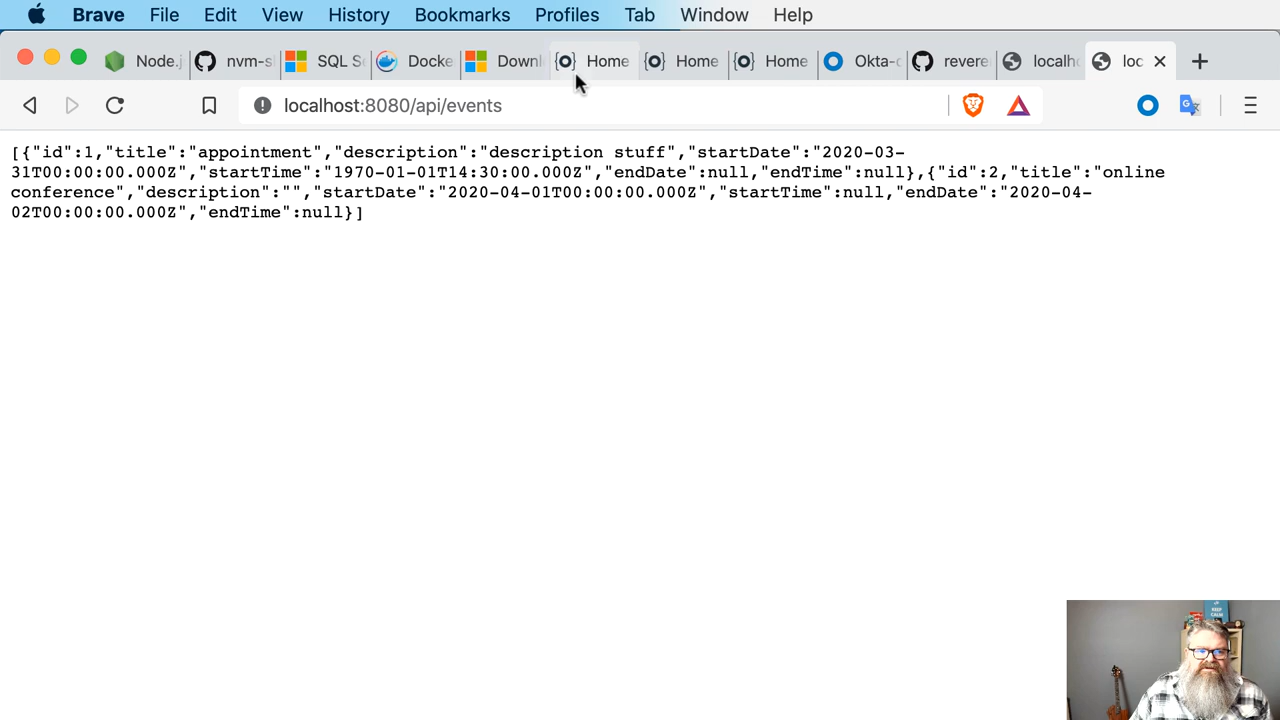 Brave File Edit View History Bookmarks Profiles Tab Window Help
Node.j nvm-s SQL S Docke Downl Home Home Home Okta- revere localh loc
localhost:8080/api/events
[{"id":1,"title":"appointment","description":"description stuff","startDate":"2020-03-
31T00:00:00.000Z","startTime":"1970-01-01T14:30:00.000Z","endDate":null,"endTime":null},{"id":2,"title":"online
conference","description":"","startDate":"2020-04-01T00:00:00.000Z","startTime":null,"endDate":"2020-04-
02T00:00:00.000Z","endTime":null}]
KEEP
CALM